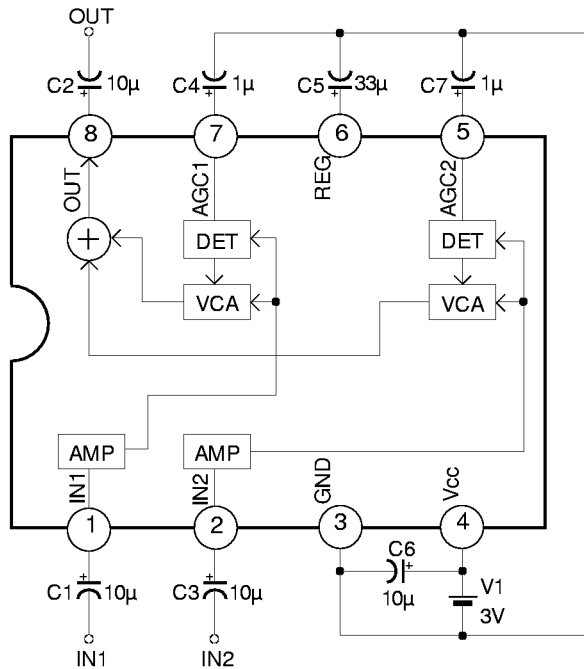 OUT
C2 + 10µ
C4 + 1µ
C5 + 33µ
C7 + 1µ
8
7
6
5
OUT
AGC1
REG
AGC2
+
DET
DET
VCA
VCA
AMP
AMP
IN1
IN2
GND
Vcc
1
2
3
4
C1 + 10µ
C3 + 10µ
C6 +
10µ
V1
3V
IN1
IN2